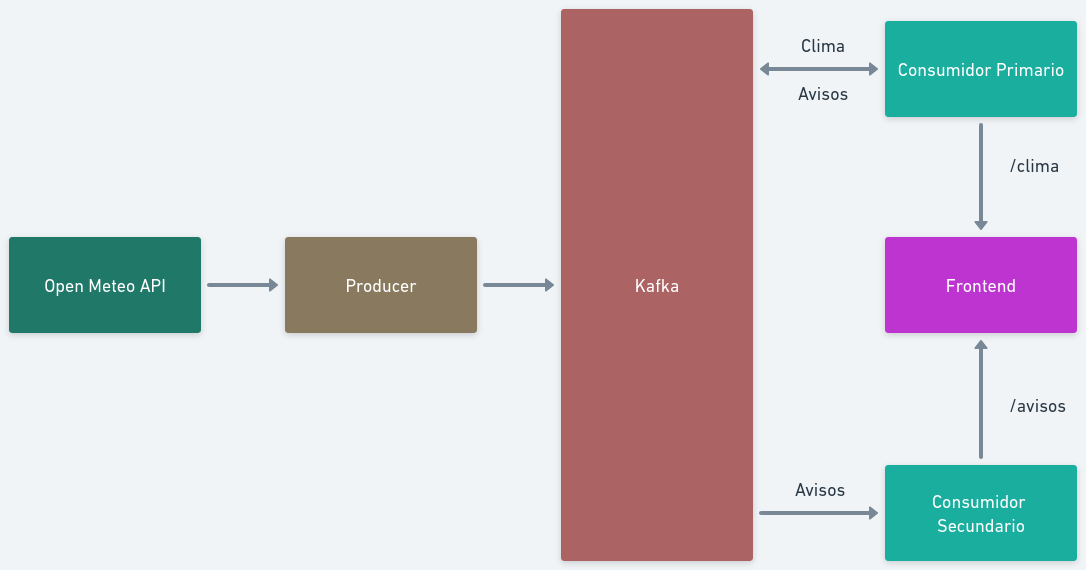 Clima
Avisos
Consumidor Primario
/clima
Open Meteo API
Producer
Kafka
Frontend
/avisos
Avisos
Consumidor
Secundario